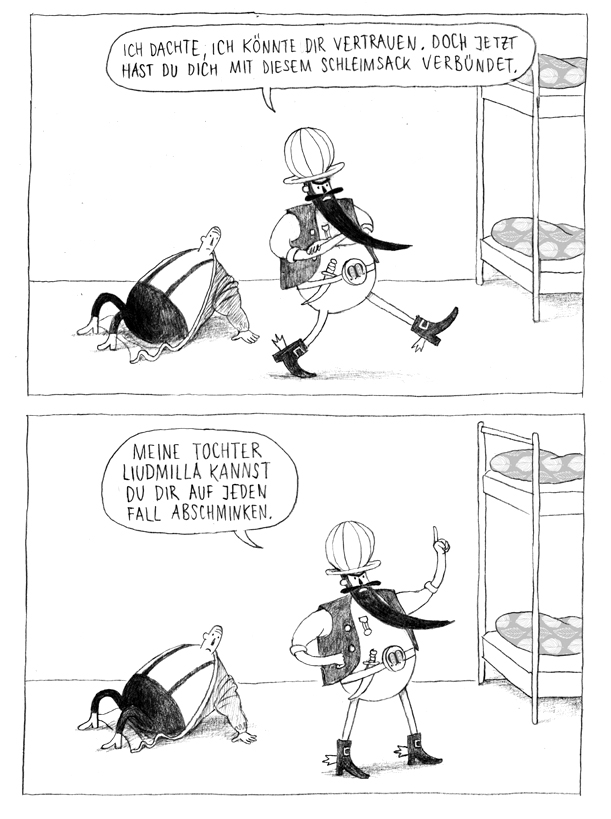 ICH DACHTE, ICH KÖNNTE DIR VERTRAUEN. DOCH JETZT
HAST DU DICH MIT DIESEM SCHLEIMSACK VERBÜNDET.
MEINE TOCHTER
LIUDMILLA KANNST
DU DIR AUF JEDEN
FALL ABSCHMINKEN.